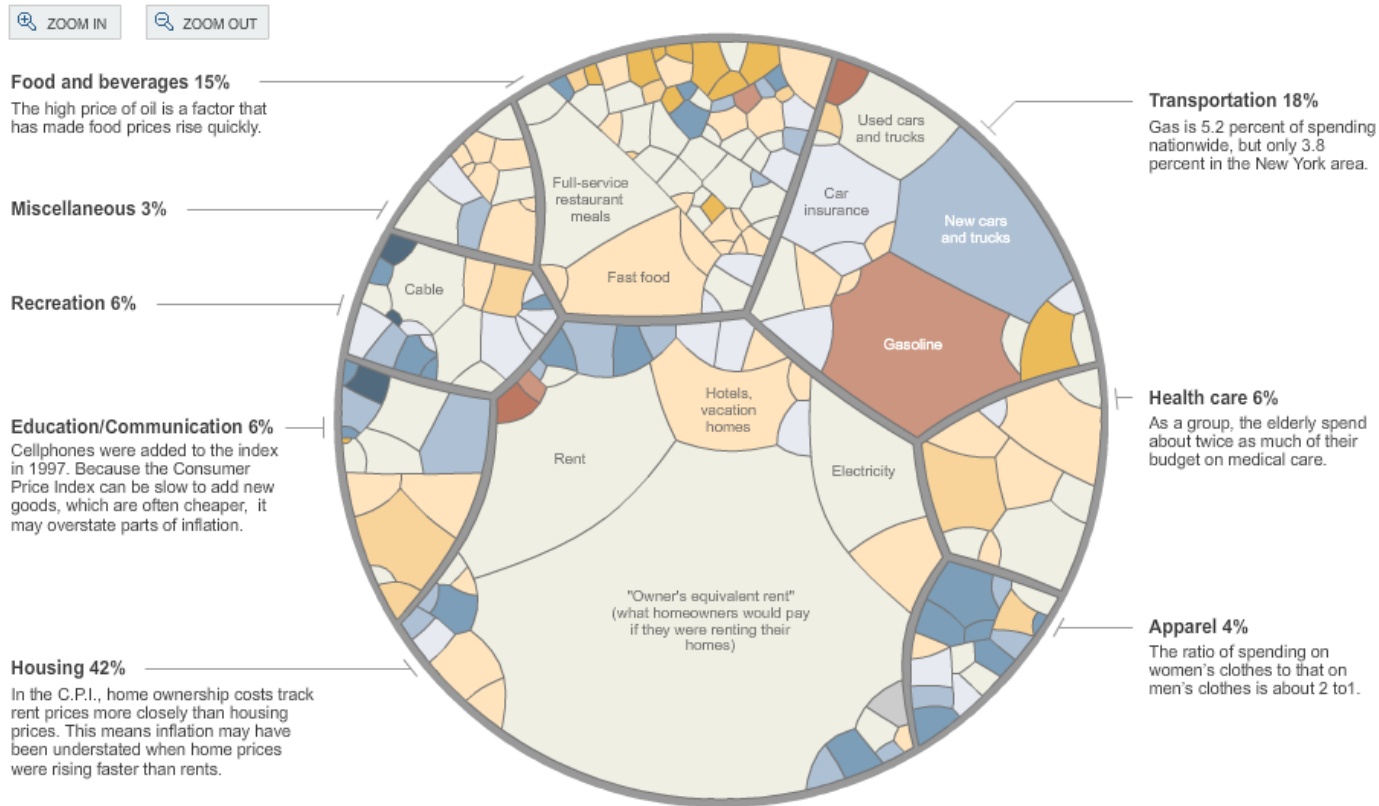 ZOOM IN
ZOOM OUT
Food and beverages 15%
The high price of oil is a factor that
has made food prices rise quickly.
Miscellaneous 3%
Recreation 6%
Education/Communication 6%
Cellphones were added to the index
in 1997. Because the Consumer
Price Index can be slow to add new
goods, which are often cheaper, it
may overstate parts of inflation.
Housing 42%
In the C.P.I., home ownership costs track
rent prices more closely than housing
prices. This means inflation may have
been understated when home prices
were rising faster than rents.
Full-service
restaurant
meals
Fast food
Cable
Used cars
and trucks
Car
insurance
New cars
and trucks
Gasoline
Hotels,
vacation
homes
Rent
Electricity
"Owner's equivalent rent"
(what homeowners would pay
if they were renting their
homes)
Transportation 18%
Gas is 5.2 percent of spending
nationwide, but only 3.8
percent in the New York area.
Health care 6%
As a group, the elderly spend
about twice as much of their
budget on medical care.
Apparel 4%
The ratio of spending on
women's clothes to that on
men's clothes is about 2 to1.